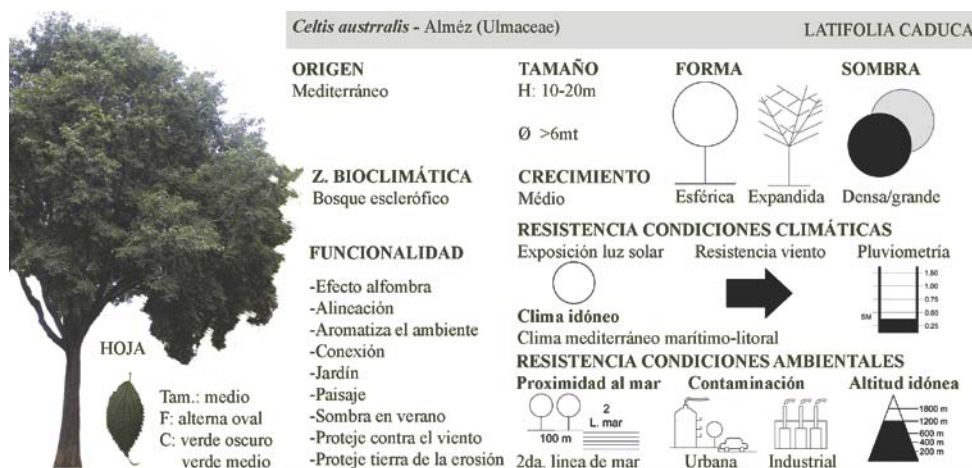 Celtis austrralis - Alméz (Ulmaceae)
LATIFOLIA CADUCA
ORIGEN
Mediterráneo
TAMAÑO
H: 10-20m
Ø >6mt
FORMA
Esférica
Expandida
SOMBRA
Densa/grande
Z. BIOCLIMÁTICA
Bosque esclerófico
CRECIMIENTO
Médio
FUNCIONALIDAD
-Efecto alfombra
-Alineación
-Aromatiza el ambiente
-Conexión
-Jardín
-Paisaje
-Sombra en verano
-Proteje contra el viento
-Proteje tierra de la erosión
HOJA
Tam.: medio
F: alterna oval
C: verde oscuro
verde medio
RESISTENCIA CONDICIONES CLIMÁTICAS
Exposición luz solar
Resistencia viento
Pluviometría
1.50
1.00
0.75
0.50
SM
0.25
Clima idóneo
Clima mediterráneo marítimo-litoral
RESISTENCIA CONDICIONES AMBIENTALES
Proximidad al mar
2
L. mar
100 m
2da. linea de mar
Contaminación
Urbana
Industrial
Altitud idónea
1800 m
1200 m
600 m
400 m
200 m